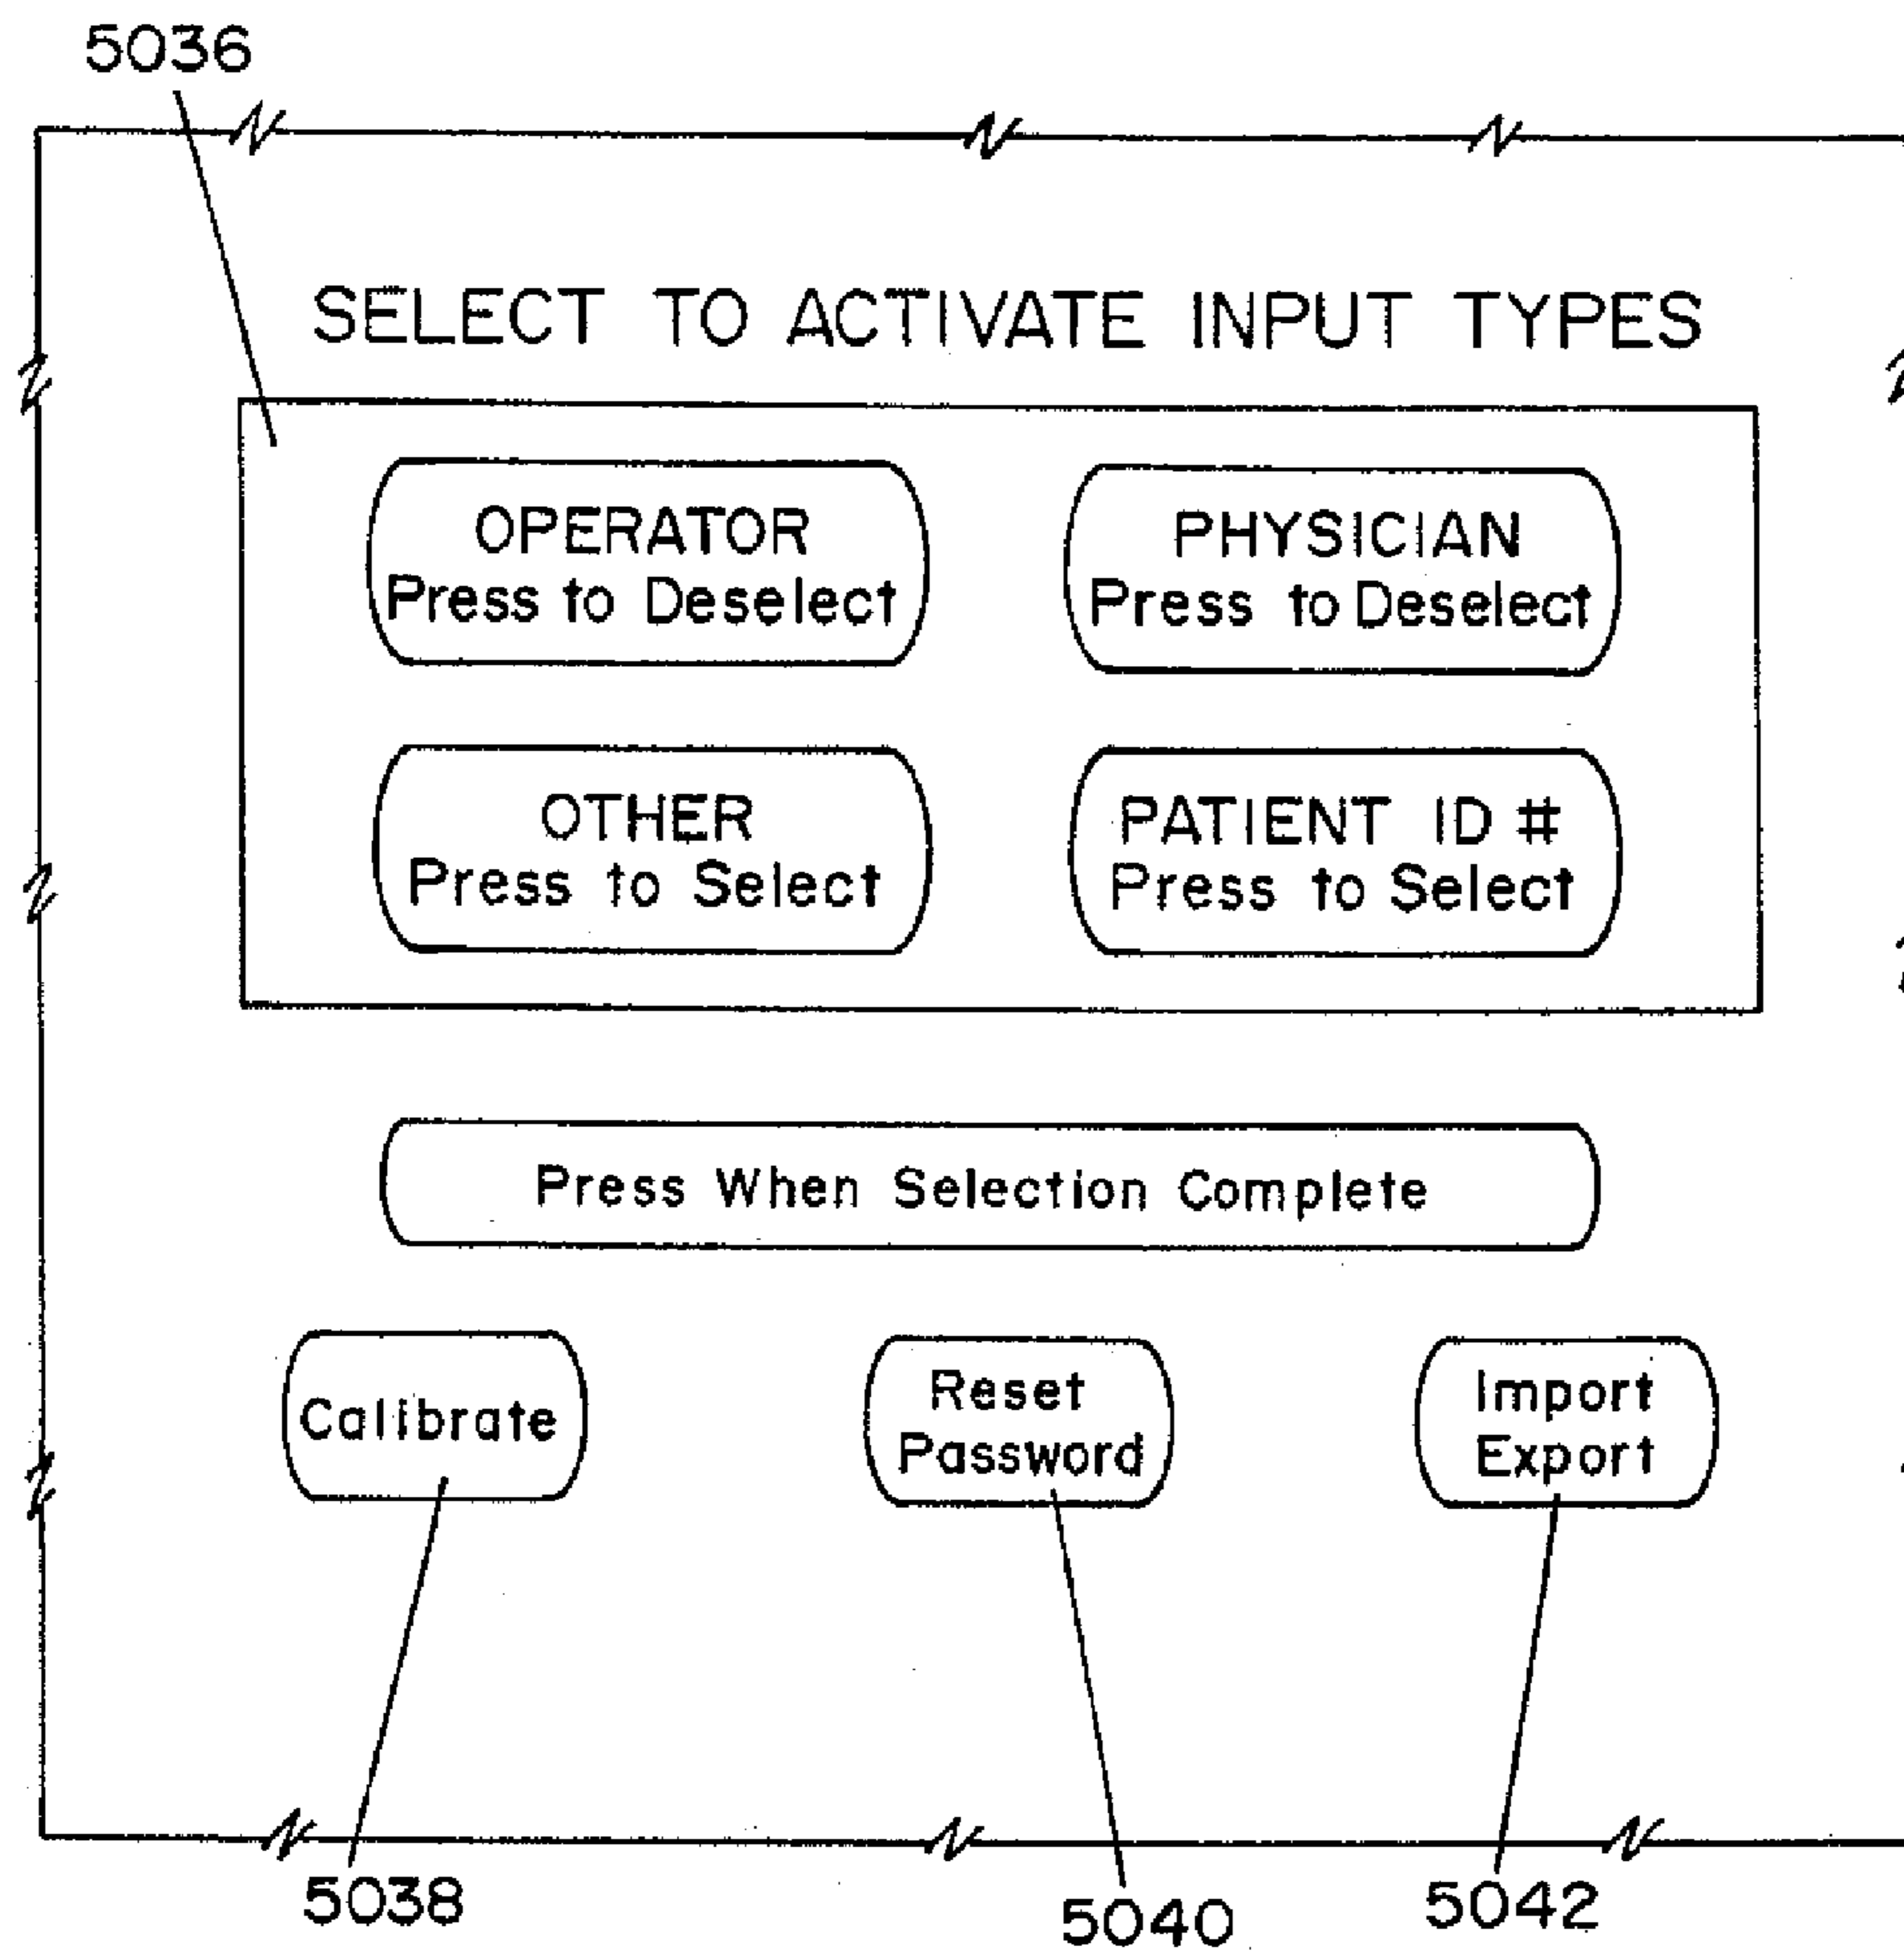 5036
SELECT TO ACTIVATE INPUT TYPES
OPERATOR
Press to Deselect
PHYSICIAN
Press to Deselect
OTHER
Press to Select
PATIENT ID #
Press to Select
Press When Selection Complete
Calibrate
Reset
Password
Import
Export
5038
5040
5042